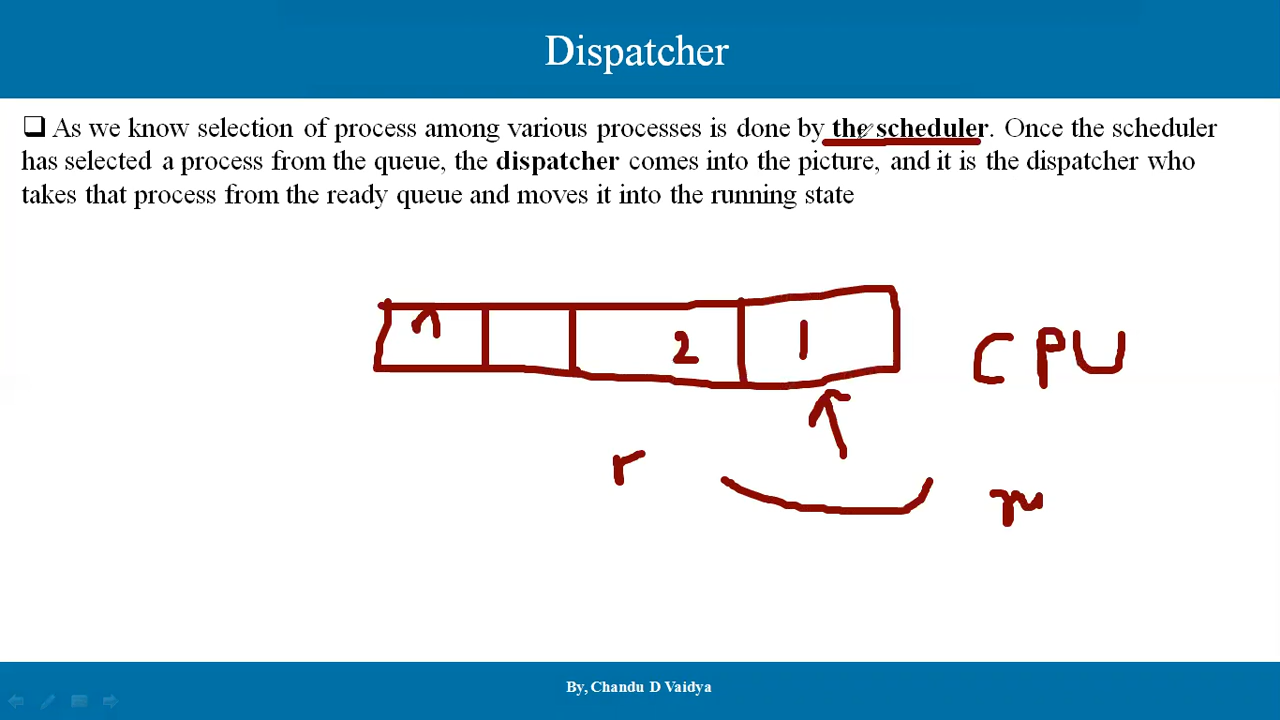 Dispatcher
As we know selection of process among various processes is done by the scheduler. Once the scheduler
has selected a process from the queue, the dispatcher comes into the picture, and it is the dispatcher who
takes that process from the ready queue and moves it into the running state
n 2 1 CPU
r
ru
By, Chandu D Vaidya